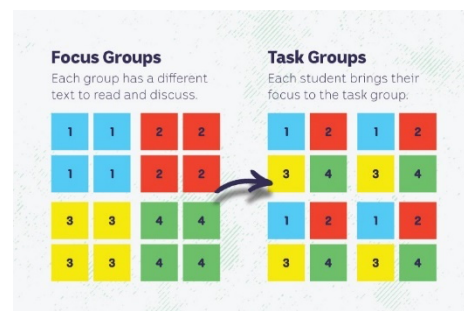 Focus Groups
Each group has a different
text to read and discuss.
1 1 2 2
1 1 2 2
3 3 4 4
3 3 4 4
Task Groups
Each student brings their
focus to the task group.
1 2 1 2
3 4 3 4
1 2 1 2
3 4 3 4